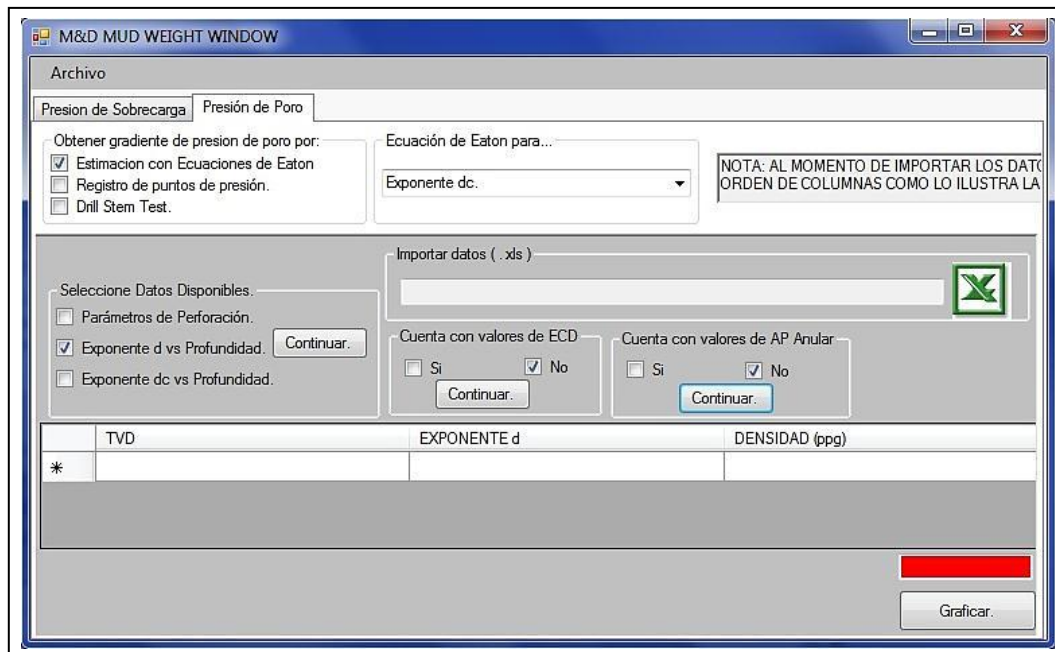 M&D MUD WEIGHT WINDOW
Archivo
Presion de Sobrecarga Presión de Poro
Obtener gradiente de presion de poro por:
Estimacion con Ecuaciones de Eaton
Registro de puntos de presión.
Drill Stem Test.
Ecuación de Eaton para...
Exponente dc.
NOTA: AL MOMENTO DE IMPORTAR LOS DATO
ORDEN DE COLUMNAS COMO LO ILUSTRA LA
Importar datos ( . xls )
Seleccione Datos Disponibles.
Parámetros de Perforación.
Exponente d vs Profundidad. Continuar.
Exponente dc vs Profundidad.
Cuenta con valores de ECD
Si No
Continuar.
Cuenta con valores de AP Anular
Si No
Continuar.
TVD EXPONENTE d DENSIDAD (ppg)
Graficar.